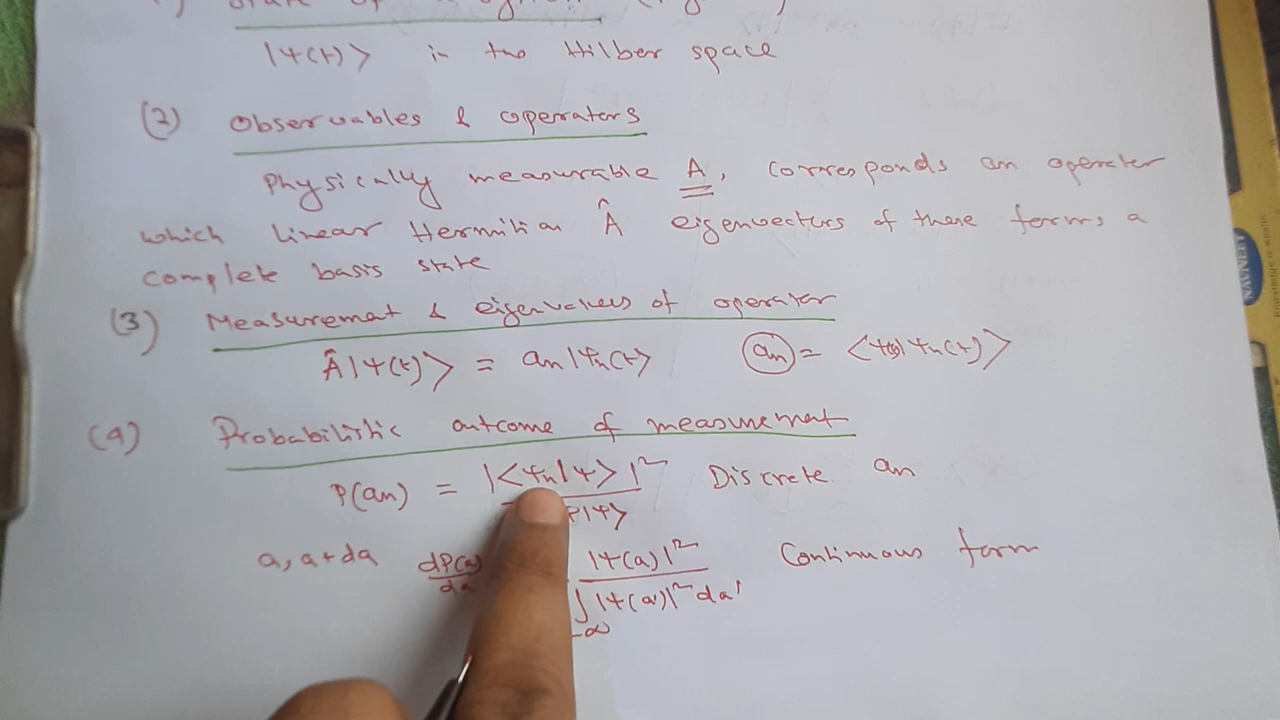 |ψ(t)⟩ in the Hilber space
(2) Observables & operators
Physically measurable A, corresponds an operator
which linear Hermitian Â eigenvectors of these forms a
complete basis state
(3) Measuremat & eigenvalues of operator
Â|ψ(t)⟩ = an|ψn(t)⟩ an = ⟨ψ(t)|ψn(t)⟩
(4) Probabilistic outcome of measurement
P(an) = |⟨ψn|ψ⟩|² Discrete an
|ψ⟩
a, a+da dP(a) |ψ(a)|² Continuous form
da ∫|ψ(a')|² da'
-∞
NAVNEET